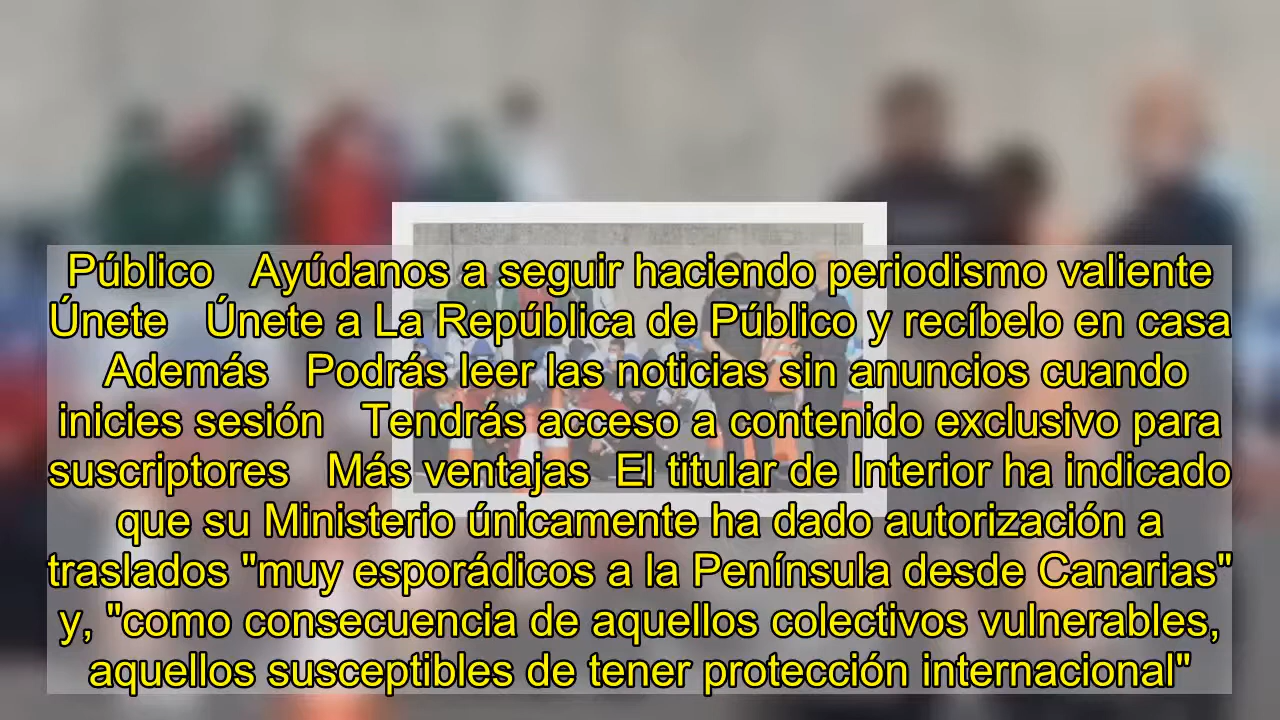 Público   Ayúdanos a seguir haciendo periodismo valiente
Únete   Únete a La República de Público y recíbelo en casa
Además   Podrás leer las noticias sin anuncios cuando
inicies sesión   Tendrás acceso a contenido exclusivo para
suscriptores   Más ventajas  El titular de Interior ha indicado
que su Ministerio únicamente ha dado autorización a
traslados "muy esporádicos a la Península desde Canarias"
y, "como consecuencia de aquellos colectivos vulnerables,
aquellos susceptibles de tener protección internacional"